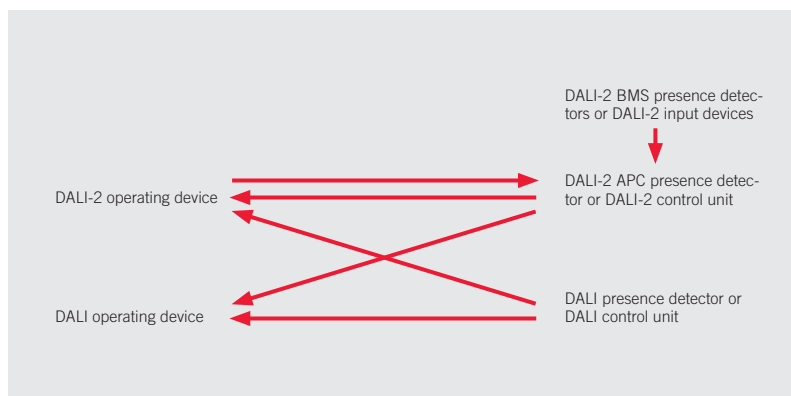 DALI-2 BMS presence detec-
tors or DALI-2 input devices
DALI-2 operating device
DALI-2 APC presence detec-
tor or DALI-2 control unit
DALI operating device
DALI presence detector or
DALI control unit